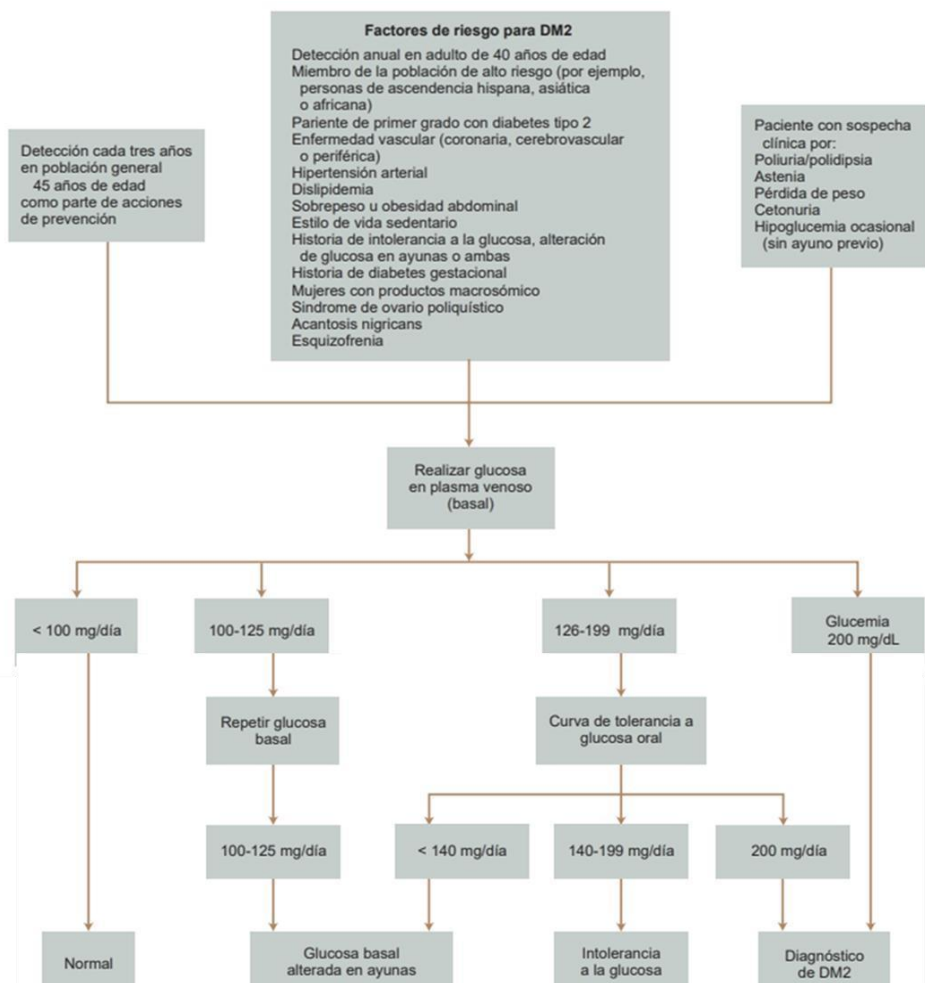 Factores de riesgo para DM2
Detección anual en adulto de 40 años de edad
Miembro de la población de alto riesgo (por ejemplo,
personas de ascendencia hispana, asiática
o africana)
Pariente de primer grado con diabetes tipo 2
Enfermedad vascular (coronaria, cerebrovascular
o periférica)
Hipertensión arterial
Dislipidemia
Sobrepeso u obesidad abdominal
Estilo de vida sedentario
Historia de intolerancia a la glucosa, alteración
de glucosa en ayunas o ambas
Historia de diabetes gestacional
Mujeres con productos macrosómico
Sindrome de ovario poliquístico
Acantosis nigricans
Esquizofrenia
Detección cada tres años
en población general
45 años de edad
como parte de acciones
de prevención
Paciente con sospecha
clínica por:
Poliuria/polidipsia
Astenia
Pérdida de peso
Cetonuria
Hipoglucemia ocasional
(sin ayuno previo)
Realizar glucosa
en plasma venoso
(basal)
< 100 mg/día
100-125 mg/día
126-199 mg/día
Glucemia
200 mg/dL
Repetir glucosa
basal
Curva de tolerancia a
glucosa oral
100-125 mg/día
< 140 mg/día
140-199 mg/día
200 mg/día
Normal
Glucosa basal
alterada en ayunas
Intolerancia
a la glucosa
Diagnóstico
de DM2